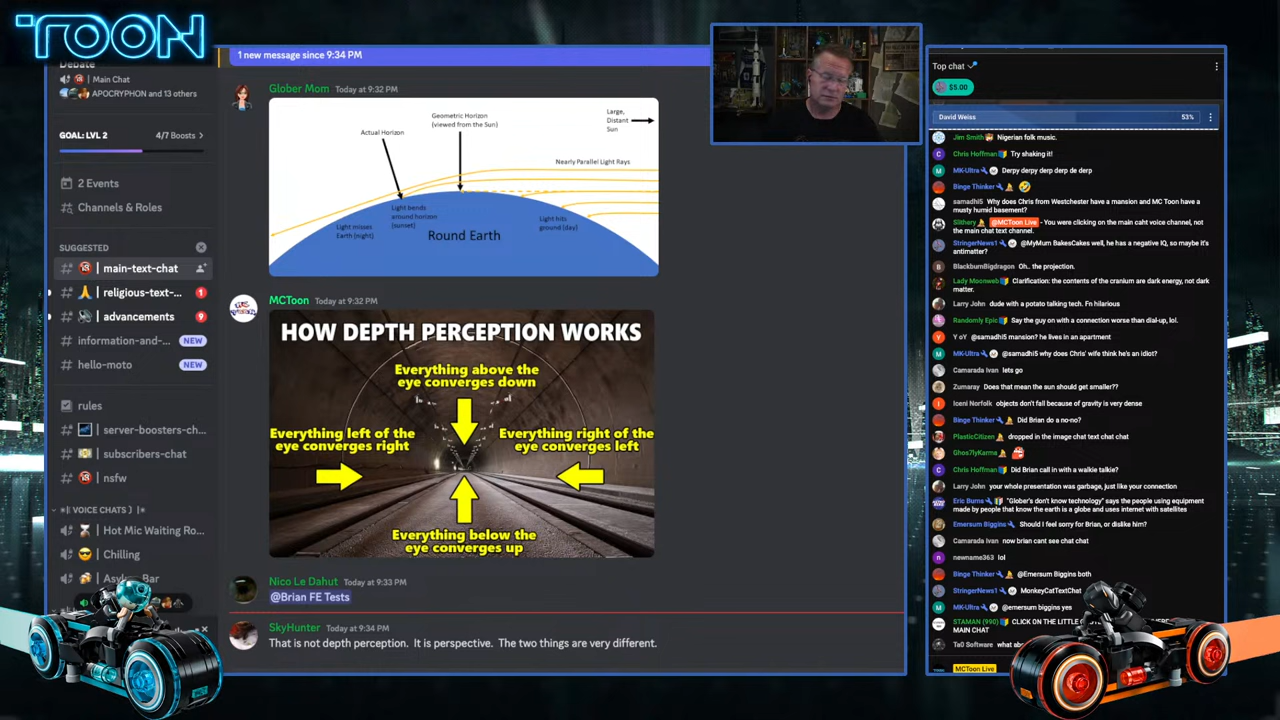 TOON
Debate
Main Chat
APOCRYPHON and 13 others
GOAL: LVL 2
4/7 Boosts
2 Events
Channels & Roles
SUGGESTED
main-text-chat
religious-text-...
1
advancements
9
information-and-...
NEW
hello-moto
NEW
rules
server-boosters-ch...
subscribers-chat
nsfw
VOICE CHATS
Hot Mic Waiting Ro...
Chilling
Bar
1 new message since 9:34 PM
Glober Mom Today at 9:32 PM
Actual Horizon
Geometric Horizon
(viewed from the Sun)
Large,
Distant
Sun
Nearly Parallel Light Rays
Light bends
around horizon
(sunset)
Light misses
Earth (night)
Light hits
ground (day)
Round Earth
MCToon Today at 9:32 PM
HOW DEPTH PERCEPTION WORKS
Everything above the
eye converges down
Everything left of the
eye converges right
Everything right of the
eye converges left
Everything below the
eye converges up
Nico Le Dahut Today at 9:33 PM
@Brian FE Tests
SkyHunter Today at 9:34 PM
That is not depth perception. It is perspective. The two things are very different.
Top chat
$5.00
David Weiss
53%
Jim Smith Nigerian folk music.
Chris Hoffman Try shaking it!
MK-Ultra Derpy derpy derp derp de derp
Binge Thinker
samadhi5 Why does Chris from Westchester have a mansion and MC Toon have a
musty humid basement?
Slithery @MCToon Live - You were clicking on the main caht voice channel, not
the main chat text channel.
StringerNews1 @MyMum BakesCakes well, he has a negative IQ, so maybe it's
antimatter?
BlackburnBigdragon Oh.. the projection.
Lady Moonweb Clarification: the contents of the cranium are dark energy, not dark
matter.
Larry John dude with a potato talking tech. Fn hilarious
Randomly Epic Say the guy on with a connection worse than dial-up, lol.
Y oY @samadhi5 mansion? he lives in an apartment
MK-Ultra @samadhi5 why does Chris' wife think he's an idiot?
Camarada Ivan lets go
Zumaray Does that mean the sun should get smaller??
Iceni Norfolk objects don't fall because of gravity is very dense
Binge Thinker Did Brian do a no-no?
PlasticCitizen dropped in the image chat text chat chat
Ghos7lyKarma
Chris Hoffman Did Brian call in with a walkie talkie?
Larry John your whole presentation was garbage, just like your connection
Eric Burns "Glober's don't know technology" says the people using equipment
made by people that know the earth is a globe and uses internet with satellites
Emersum Biggins Should I feel sorry for Brian, or dislike him?
Camarada Ivan now brian cant see chat chat
newname363 lol
Binge Thinker @Emersum Biggins both
StringerNews1 MonkeyCatTextChat
MK-Ultra @emersum biggins yes
STAMAN (990) CLICK ON THE LITTLE
MAIN CHAT
Ta0 Software what
MCToon Live